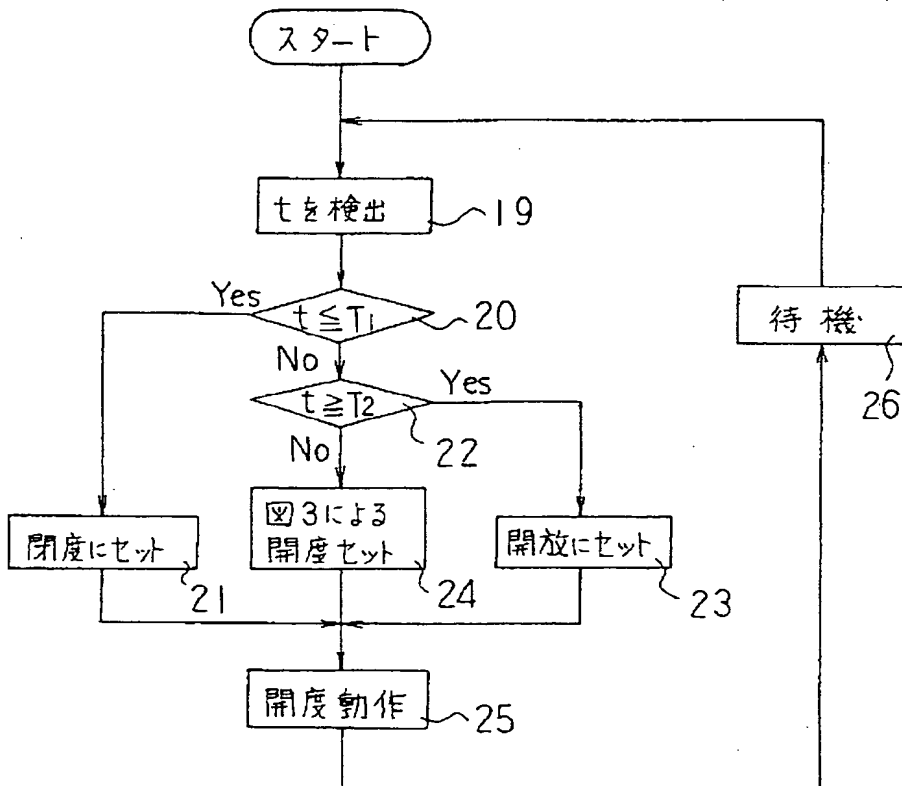 スタート
tを検出
19
Yes
t≦T1
20
No
t≧T2
Yes
22
No
待機
26
閉度にセット
21
図3による
開度セット
24
開放にセット
23
開度動作
25